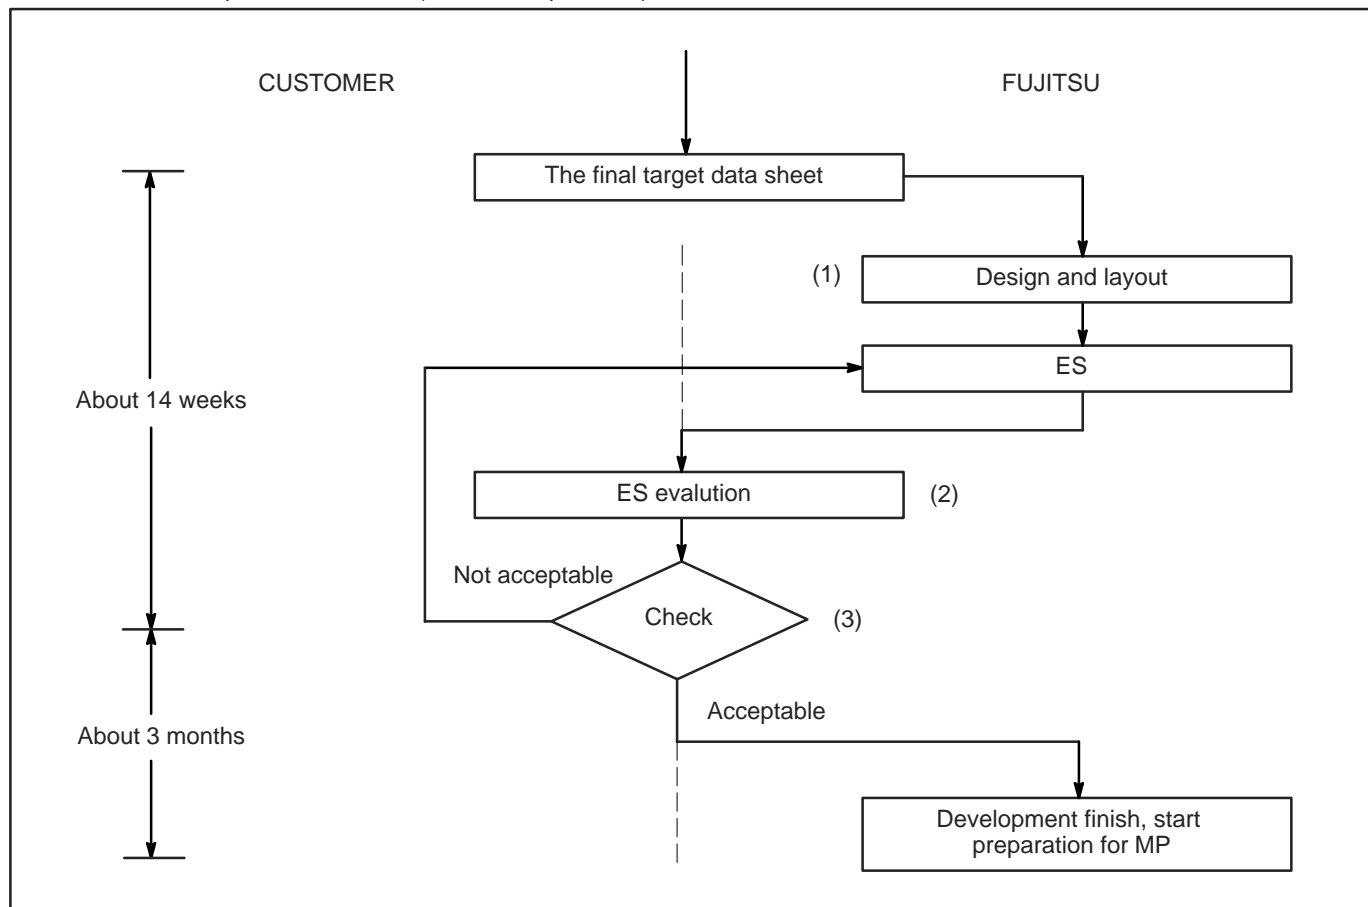 CUSTOMER
FUJITSU
The final target data sheet
(1)
Design and layout
ES
About 14 weeks
ES evalution
(2)
Not acceptable
Check
(3)
Acceptable
About 3 months
Development finish, start
preparation for MP